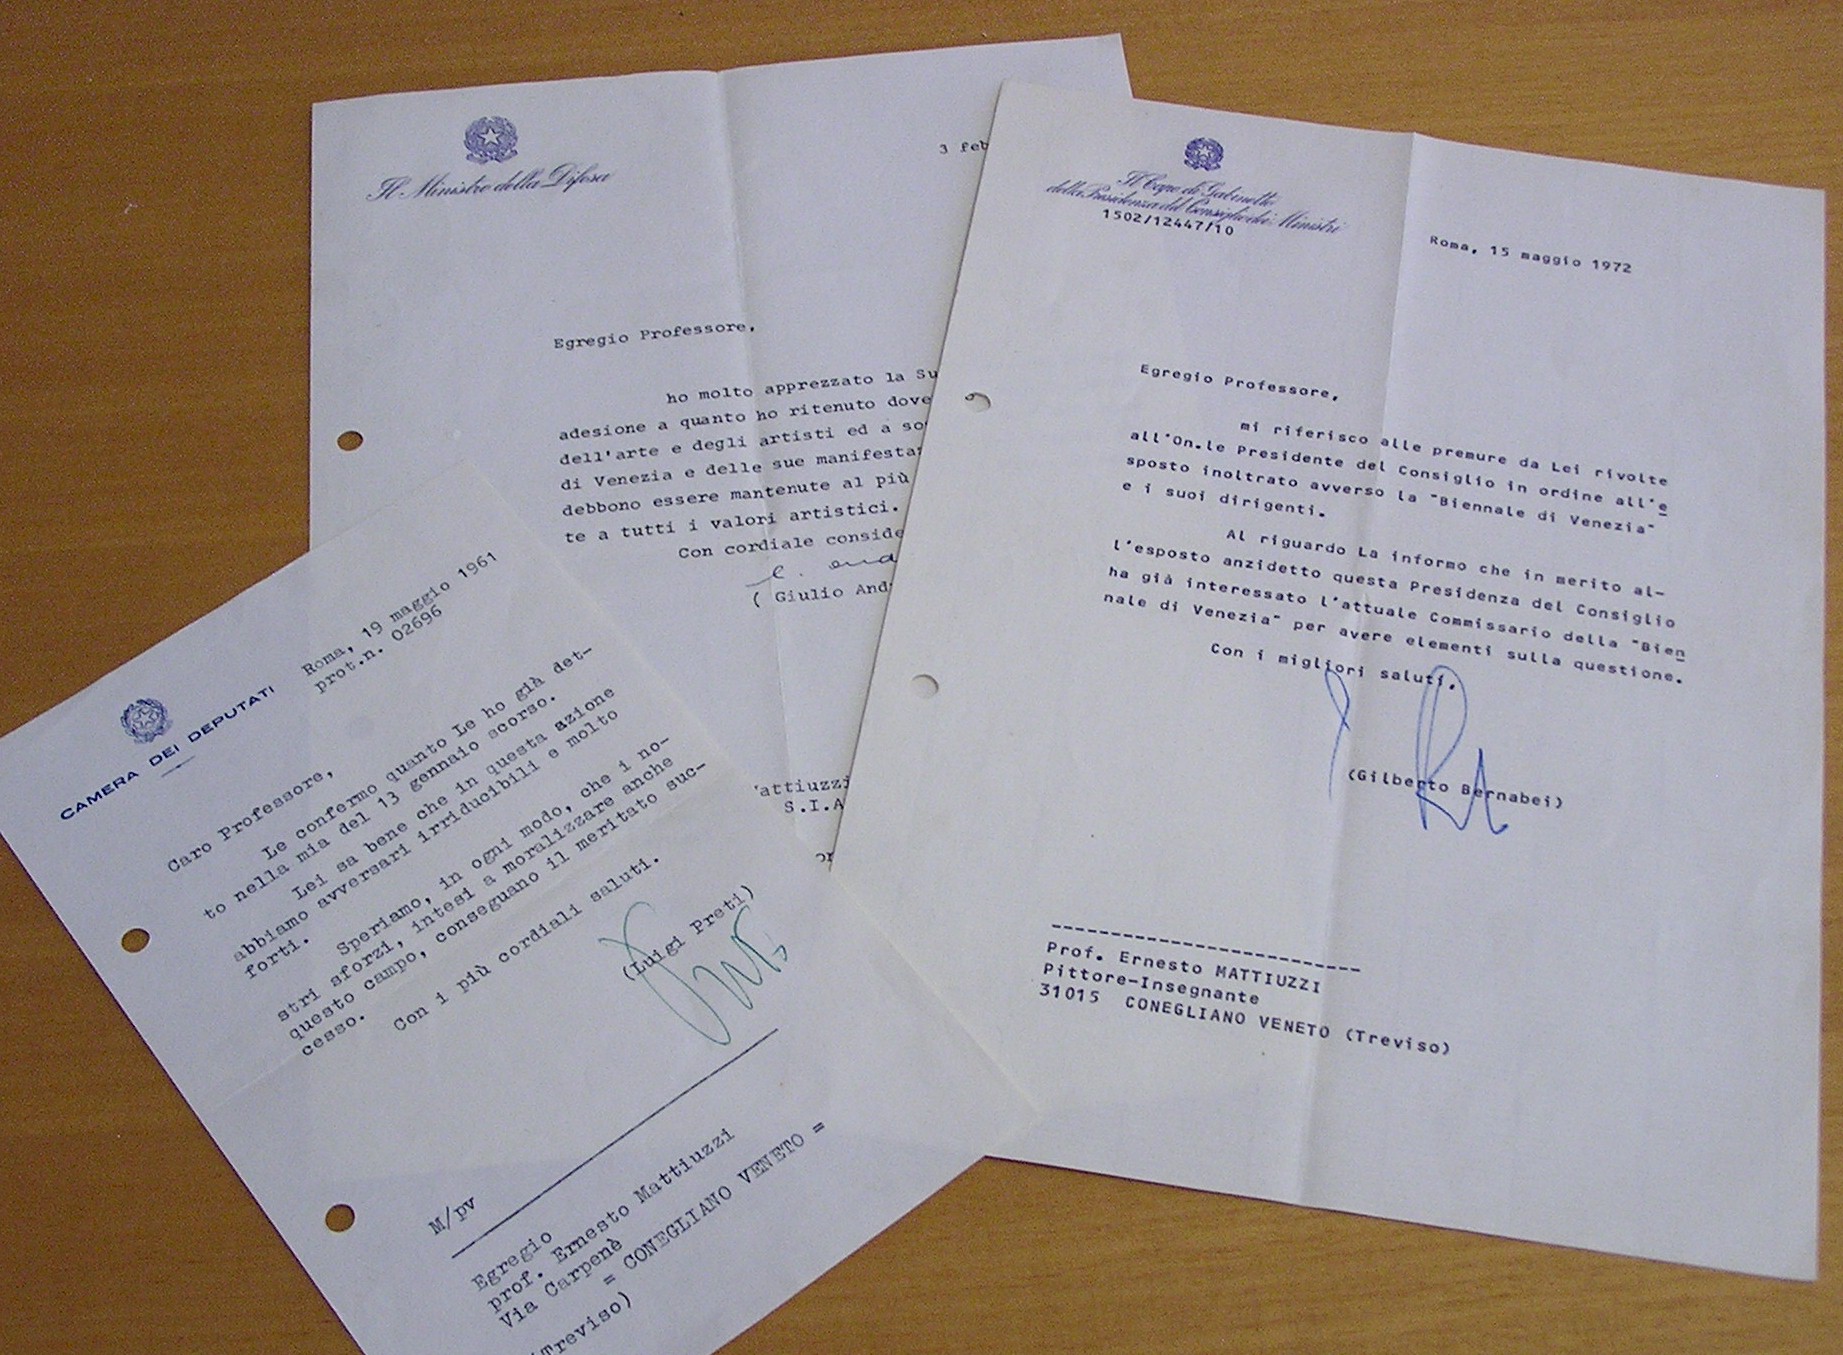 Il Ministro della Difesa
3 feb
Egregio Professore,
ho molto apprezzato la Su
adesione a quanto ho ritenuto dove
dell'arte e degli artisti ed a so
di Venezia e delle sue manifesta
debbono essere mantenute al più
te a tutti i valori artistici.
Con cordiale conside
( Giulio And
attiuzzi
S.I.A
Il Capo di Gabinetto
della Presidenza del Consiglio dei Ministri
1502/12447/10
Roma, 15 maggio 1972
Egregio Professore,
mi riferisco alle premure da Lei rivolte
all'On.le Presidente del Consiglio in ordine all'e
sposto inoltrato avverso la "Biennale di Venezia"
e i suoi dirigenti.
Al riguardo La informo che in merito al-
l'esposto anzidetto questa Presidenza del Consiglio
ha già interessato l'attuale Commissario della "Bien
nale di Venezia" per avere elementi sulla questione.
Con i migliori saluti.
(Gilberto Bernabei)
Prof. Ernesto MATTIUZZI
Pittore-Insegnante
31015 CONEGLIANO VENETO (Treviso)
CAMERA DEI DEPUTATI
Roma, 19 maggio 1961
prot.n. 02696
Caro Professore,
Le confermo quanto Le ho già det-
to nella mia del 13 gennaio scorso.
Lei sa bene che in questa azione
abbiamo avversari irriducibili e molto
forti.
Speriamo, in ogni modo, che i no-
stri sforzi, intesi a moralizzare anche
questo campo, conseguano il meritato suc-
cesso.
Con i più cordiali saluti.
(Luigi Preti)
M/pv
Egregio
prof. Ernesto Mattiuzzi
Via Carpenè
= CONEGLIANO VENETO =
(Treviso)